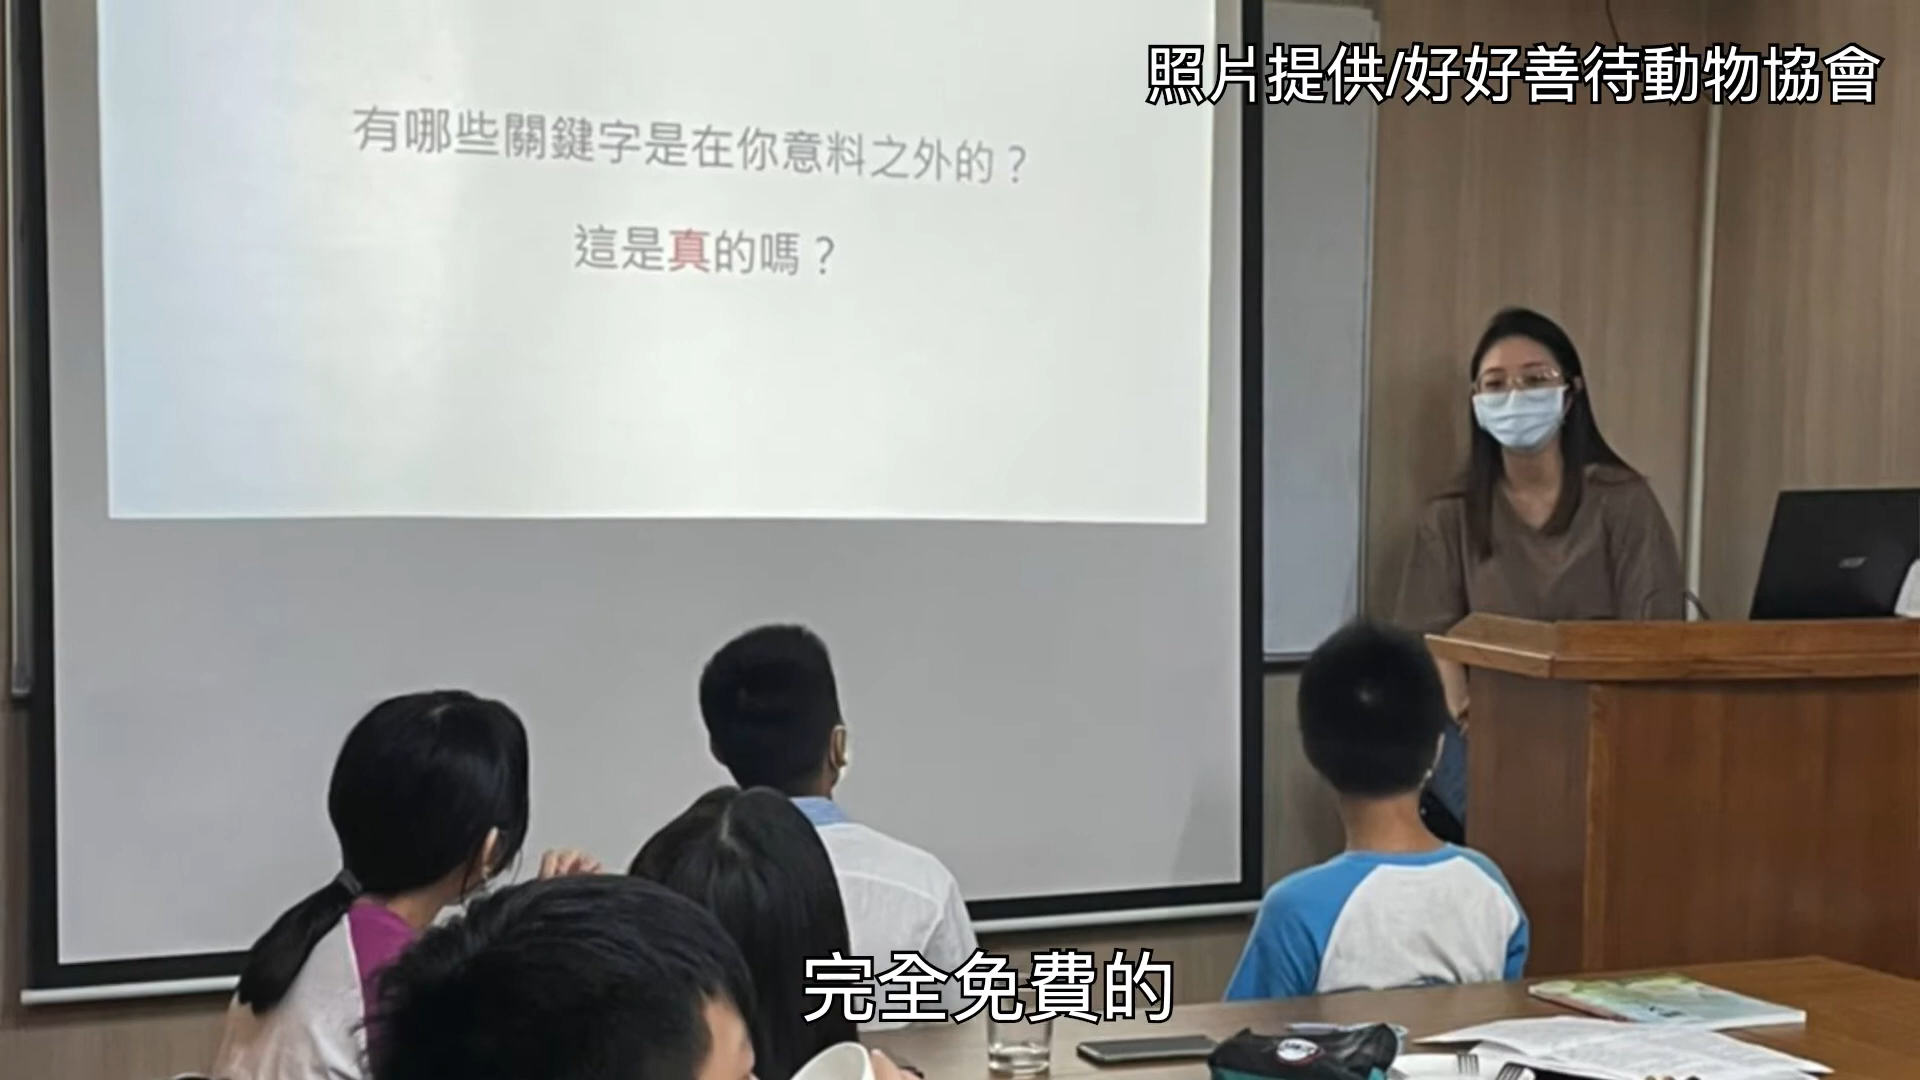 照片提供/好好善待動物協會
有哪些關鍵字是在你意料之外的？
這是真的嗎？
acer
完全免費的